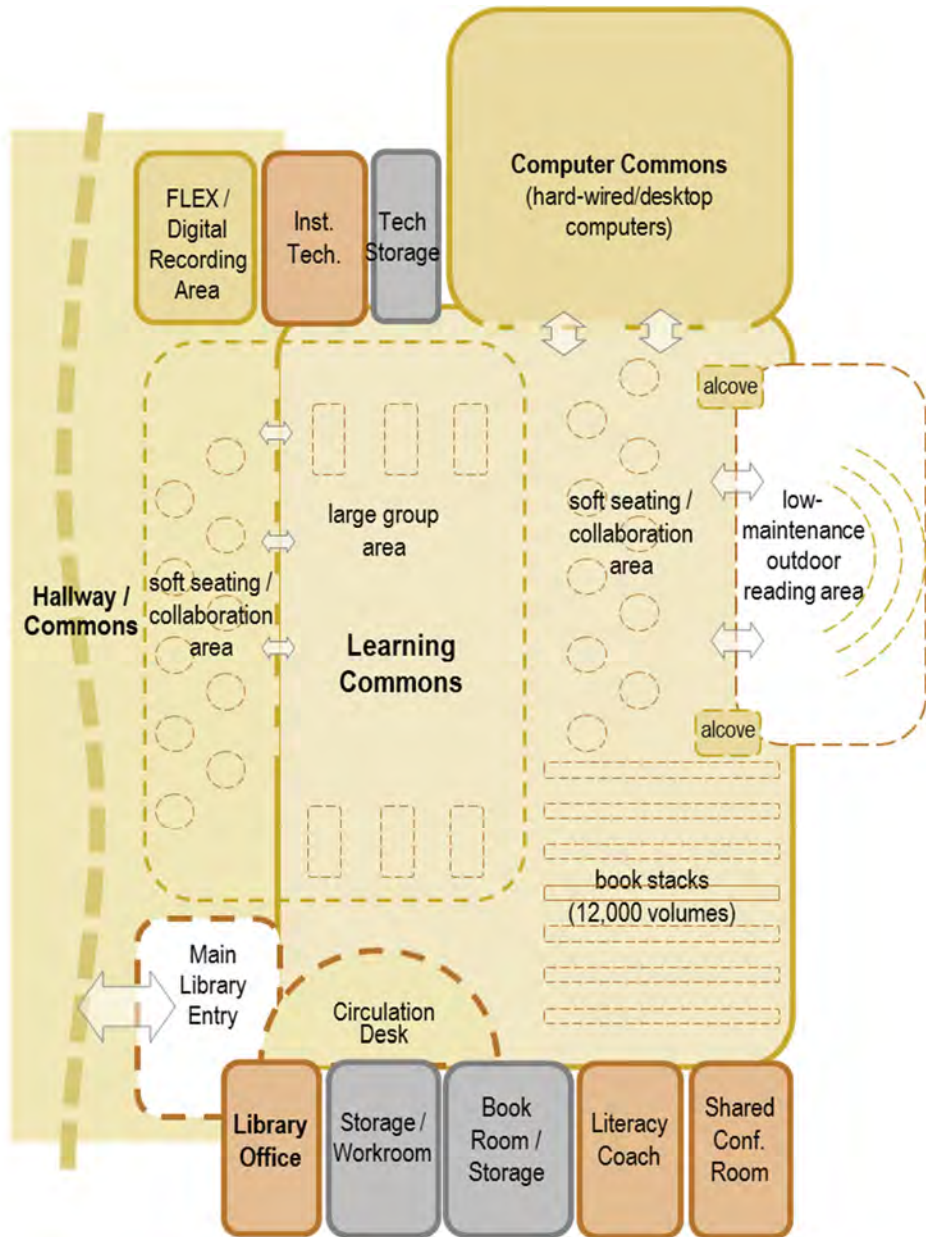 Computer Commons
(hard-wired/desktop
computers)
FLEX /
Digital
Recording
Area
Inst.
Tech.
Tech
Storage
alcove
large group
area
soft seating /
collaboration
area
low-
maintenance
outdoor
reading area
Hallway /
Commons
soft seating /
collaboration
area
Learning
Commons
alcove
book stacks
(12,000 volumes)
Main
Library
Entry
Circulation
Desk
Library
Office
Storage /
Workroom
Book
Room /
Storage
Literacy
Coach
Shared
Conf.
Room